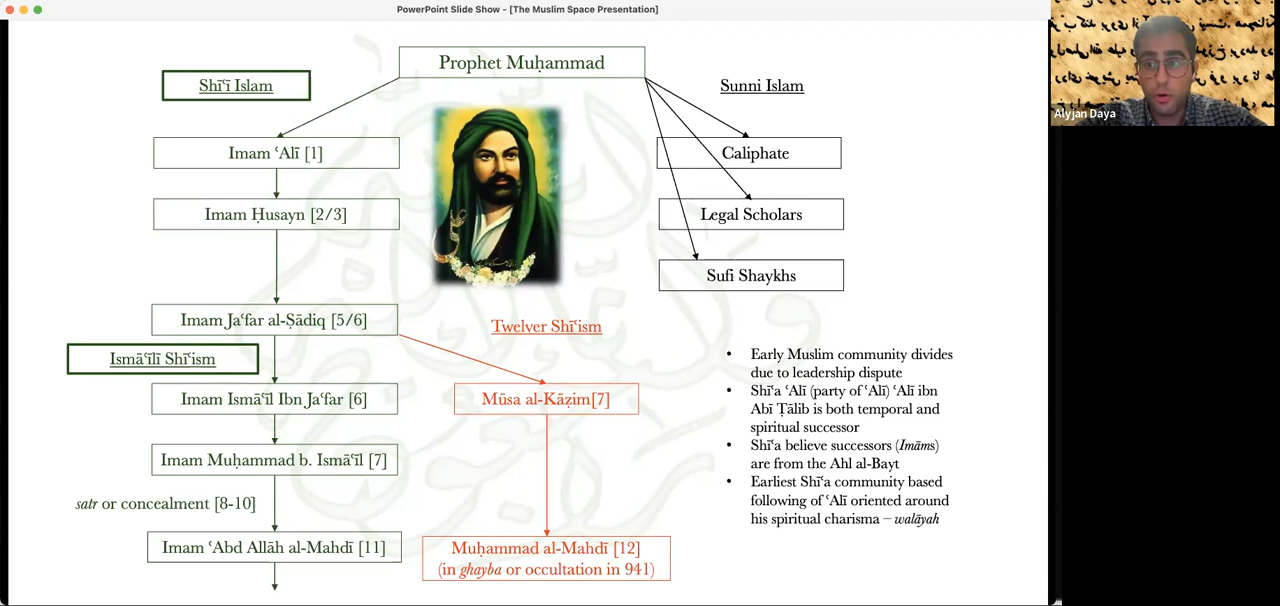 PowerPoint Slide Show - [The Muslim Space Presentation]
Prophet Muḥammad
Shīʿī Islam
Sunni Islam
Imam ʿAlī [1]
Caliphate
Imam Ḥusayn [2/3]
Legal Scholars
Sufi Shaykhs
Imam Jaʿfar al-Ṣādiq [5/6]
Twelver Shīʿism
Ismāʿīlī Shīʿism
Imam Ismāʿīl Ibn Jaʿfar [6]
Mūsa al-Kāẓim[7]
Imam Muḥammad b. Ismāʿīl [7]
satr or concealment [8-10]
Imam ʿAbd Allāh al-Mahdī [11]
Muḥammad al-Mahdī [12]
(in ghayba or occultation in 941)
• Early Muslim community divides
due to leadership dispute
• Shīʿa ʿAlī (party of ʿAlī) ʿAlī ibn
Abī Ṭālib is both temporal and
spiritual successor
• Shīʿa believe successors (Imāms)
are from the Ahl al-Bayt
• Earliest Shīʿa community based
following of ʿAlī oriented around
his spiritual charisma – walāyah
Alyjan Daya